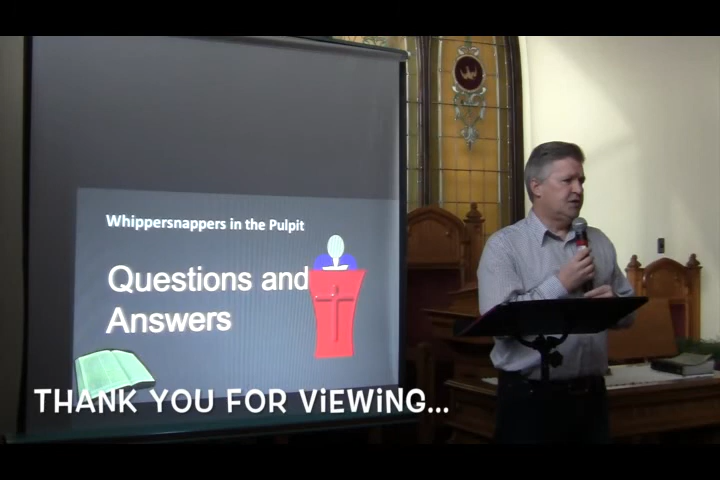 Whippersnappers in the Pulpit
Questions and
Answers
THANK YOU FOR ViEWiNG...